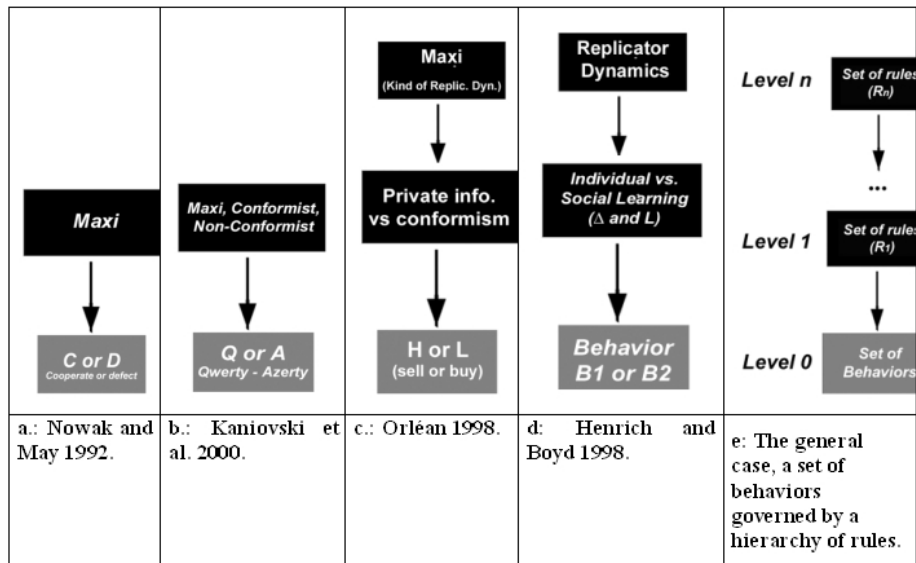 Maxi
C or D
Cooperate or defect
a.: Nowak and
May 1992.
Maxi, Conformist,
Non-Conformist
Q or A
Qwerty - Azerty
b.: Kaniovski et
al. 2000.
Maxi
(Kind of Replic. Dyn.)
Private info.
vs conformism
H or L
(sell or buy)
c.: Orléan 1998.
Replicator
Dynamics
Individual vs.
Social Learning
(Δ and L)
Behavior
B1 or B2
d: Henrich and
Boyd 1998.
Level n
Set of rules
(Rn)
...
Level 1
Set of rules
(R1)
Level 0
Set of
Behaviors
e: The general
case, a set of
behaviors
governed by a
hierarchy of rules.